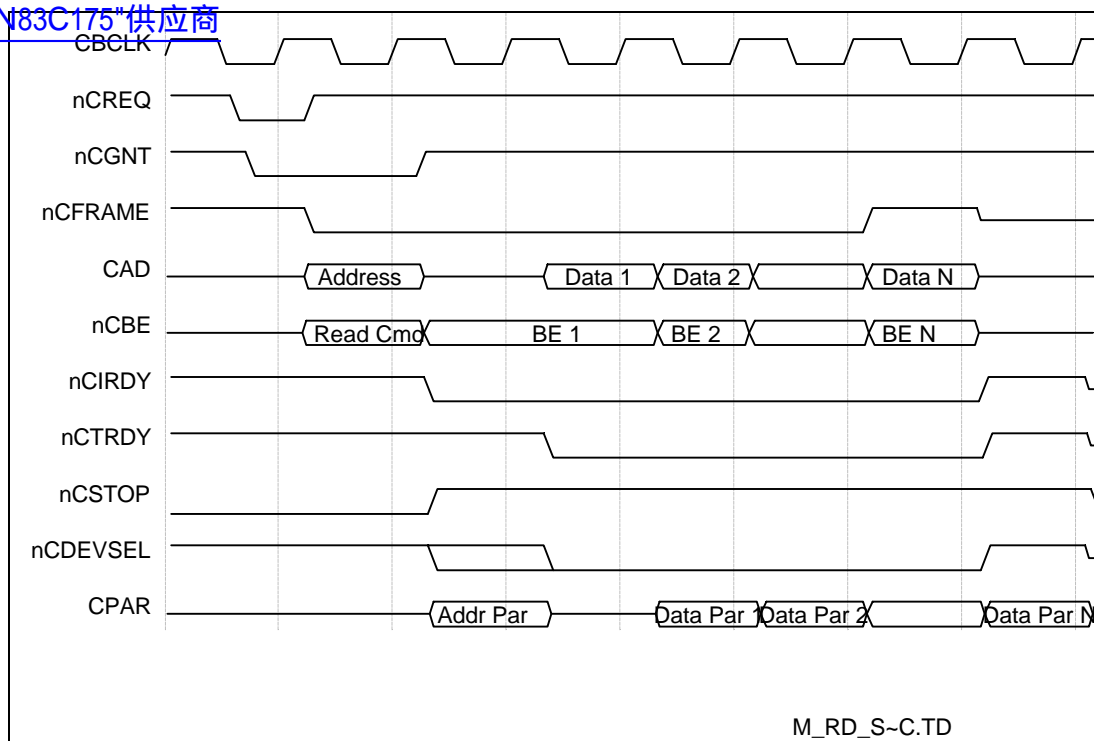 N83C175"供应商
CBCLK
nCREQ
nCGNT
nCFRAME
CAD Address Data 1 Data 2 Data N
nCBE Read Cmd BE 1 BE 2 BE N
nCIRDY
nCTRDY
nCSTOP
nCDEVSEL
CPAR Addr Par Data Par 1 Data Par 2 Data Par N
M_RD_S~C.TD